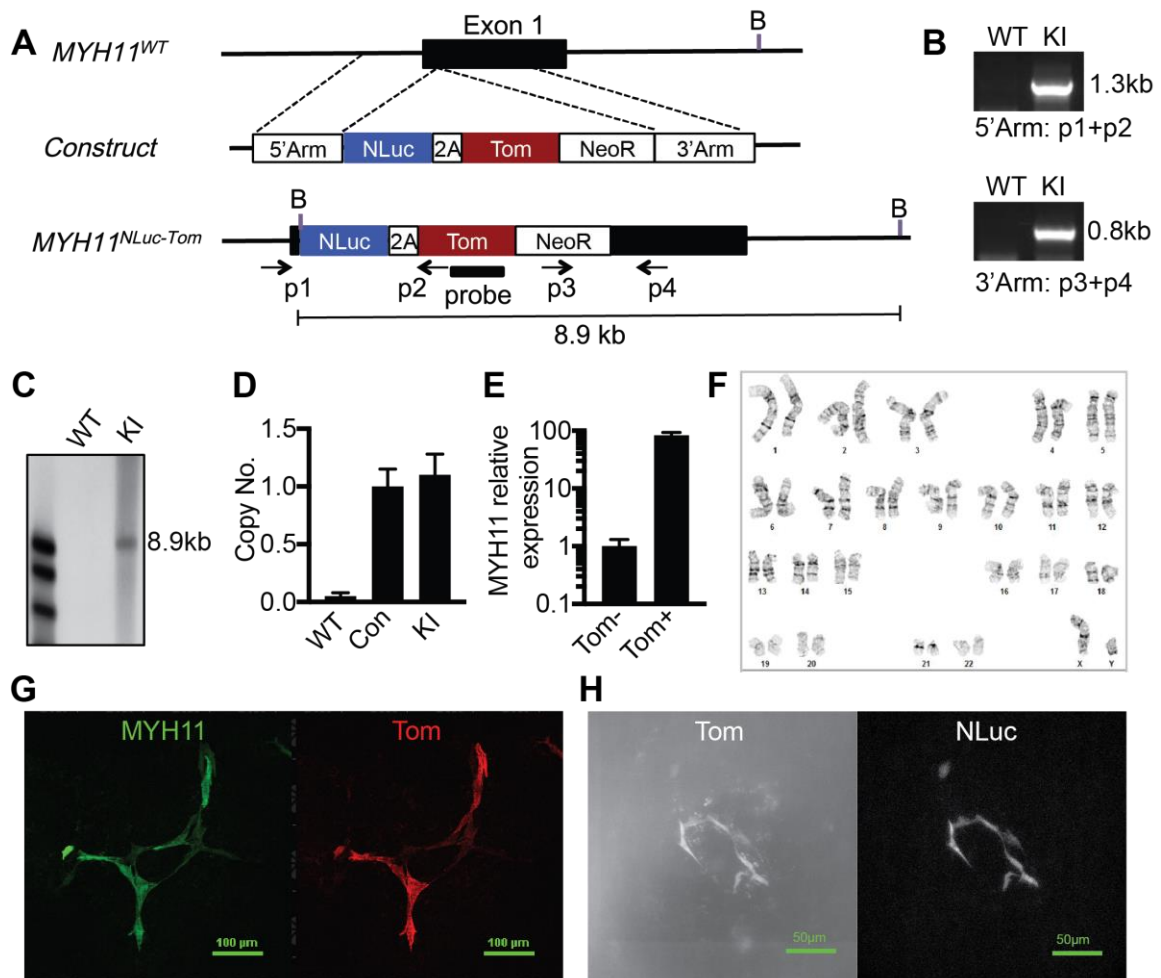 A
MYH11WT
Exon 1
B
Construct
5'Arm NLuc 2A Tom NeoR 3'Arm
MYH11NLuc-Tom
B
NLuc 2A Tom NeoR
B
p1 p2 probe p3 p4
8.9 kb
B
WT KI
1.3kb
5'Arm: p1+p2
WT KI
0.8kb
3'Arm: p3+p4
C
WT KI
8.9kb
D
Copy No.
1.5
1.0
0.5
0.0
WT Con KI
E
MYH11 relative
expression
100
10
1
0.1
Tom- Tom+
F
1 2 3 4 5
6 7 8 9 10 11 12
13 14 15 16 17 18
19 20 21 22 X Y
G
MYH11 Tom
100 µm 100 µm
H
Tom NLuc
50µm 50µm